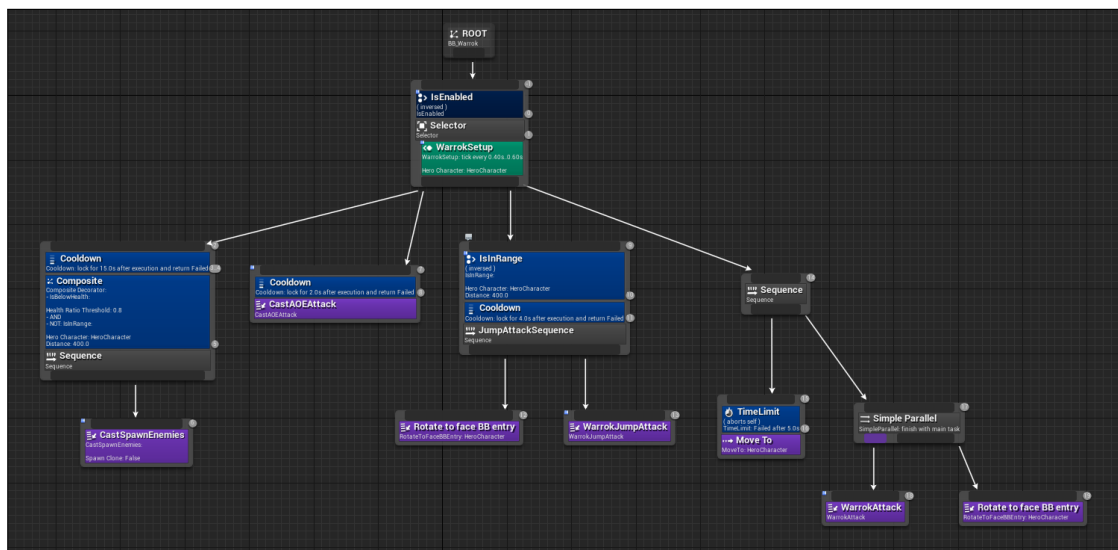 ROOT
BB_Warrok
IsEnabled
( inversed )
IsEnabled
Selector
Selector
WarrokSetup
WarrokSetup: tick every 0.40s..0.60s
Hero Character: HeroCharacter
Cooldown
Cooldown: lock for 15.0s after execution and return Failed
Composite
Composite Decorator:
- IsBelowHealth:
Health Ratio Threshold: 0.8
- AND
- NOT: IsInRange:
Hero Character: HeroCharacter
Distance: 400.0
Sequence
Sequence
CastSpawnEnemies
CastSpawnEnemies
Spawn Clone: False
Cooldown
Cooldown: lock for 2.0s after execution and return Failed
CastAOEAttack
CastAOEAttack
IsInRange
( inversed )
IsInRange:
Hero Character: HeroCharacter
Distance: 400.0
Cooldown
Cooldown: lock for 4.0s after execution and return Failed
JumpAttackSequence
Sequence
Rotate to face BB entry
RotateToFaceBBEntry: HeroCharacter
WarrokJumpAttack
WarrokJumpAttack
Sequence
Sequence
TimeLimit
( aborts self )
TimeLimit: Failed after 5.0s
Move To
MoveTo: HeroCharacter
Simple Parallel
SimpleParallel: finish with main task
WarrokAttack
WarrokAttack
Rotate to face BB entry
RotateToFaceBBEntry: HeroCharacter